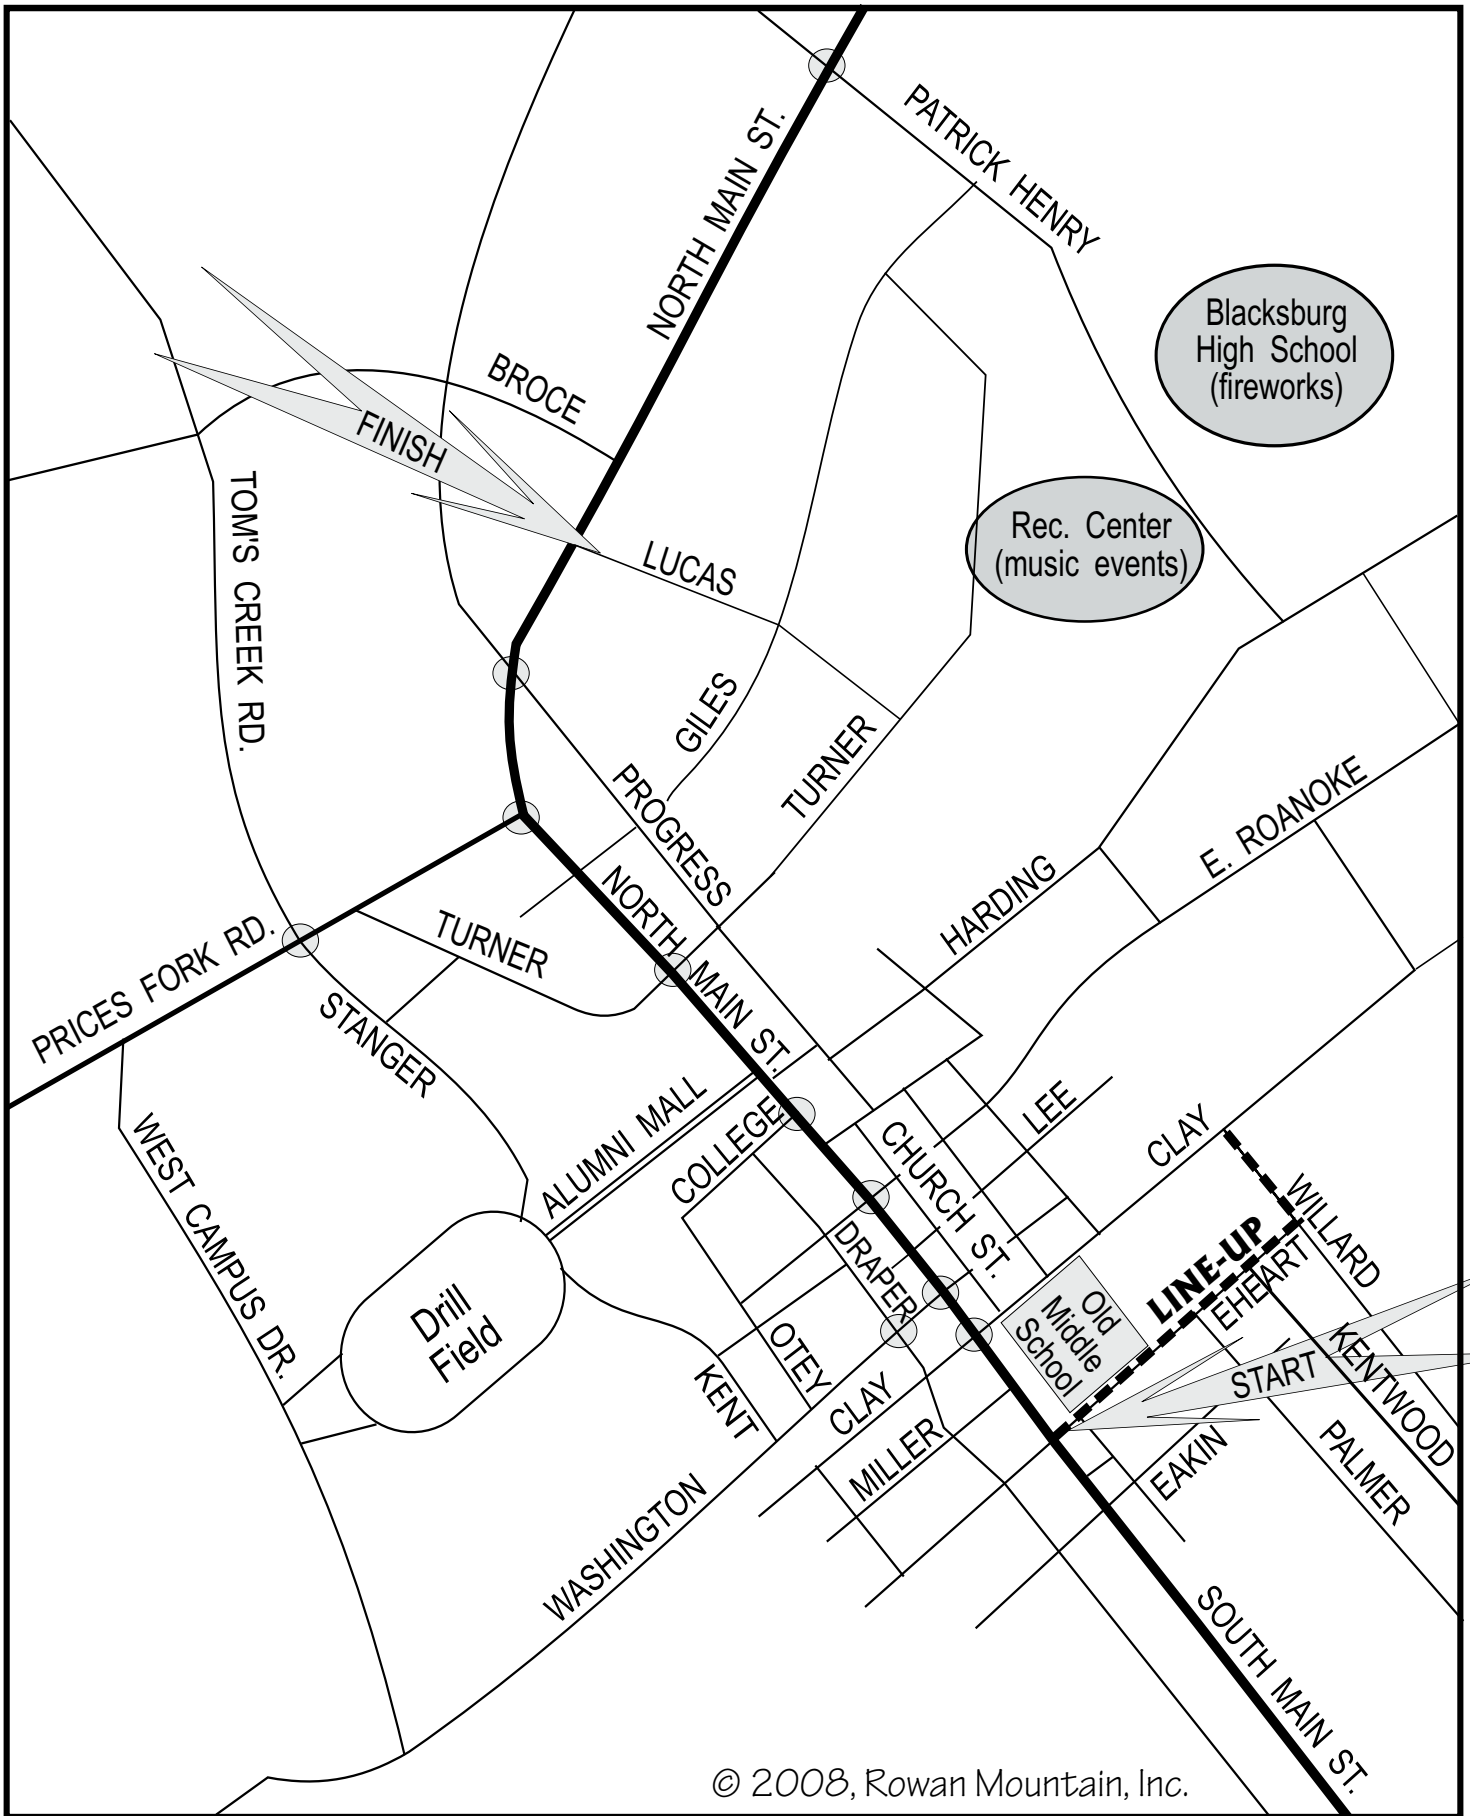 PATRICK HENRY
NORTH MAIN ST.
Blacksburg
High School
(fireworks)
BROCE
FINISH
TOM'S CREEK RD.
Rec. Center
(music events)
LUCAS
GILES
TURNER
PROGRESS
E. ROANOKE
HARDING
NORTH MAIN ST.
TURNER
PRICES FORK RD.
STANGER
ALUMNI MALL
COLLEGE
LEE
CLAY
CHURCH ST.
WEST CAMPUS DR.
WILLARD
LINE-UP
EHEART
DRAPER
Drill
Field
Old
Middle
School
OTEY
KENT
START
KENTWOOD
CLAY
MILLER
EAKIN
PALMER
WASHINGTON
SOUTH MAIN ST.
© 2008, Rowan Mountain, Inc.